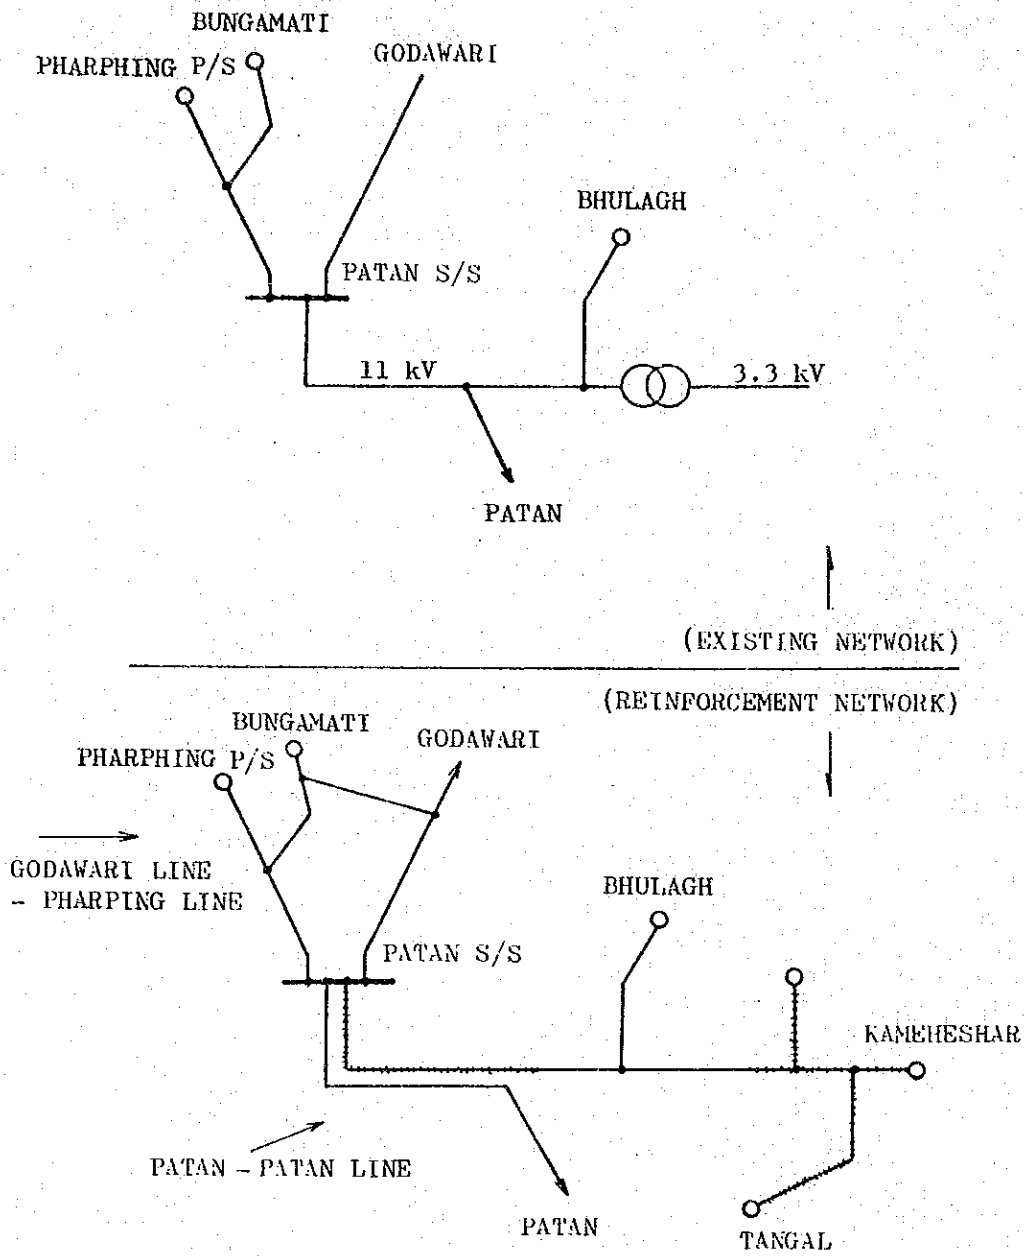 BUNGAMATI
PHARPHING P/S
GODAWARI
BHULAGH
PATAN S/S
11 kV
3.3 kV
PATAN
(EXISTING NETWORK)
(REINFORCEMENT NETWORK)
BUNGAMATI
GODAWARI
PHARPHING P/S
GODAWARI LINE
- PHARPING LINE
BHULAGH
PATAN S/S
KAMEHESHAR
PATAN - PATAN LINE
PATAN
TANGAL